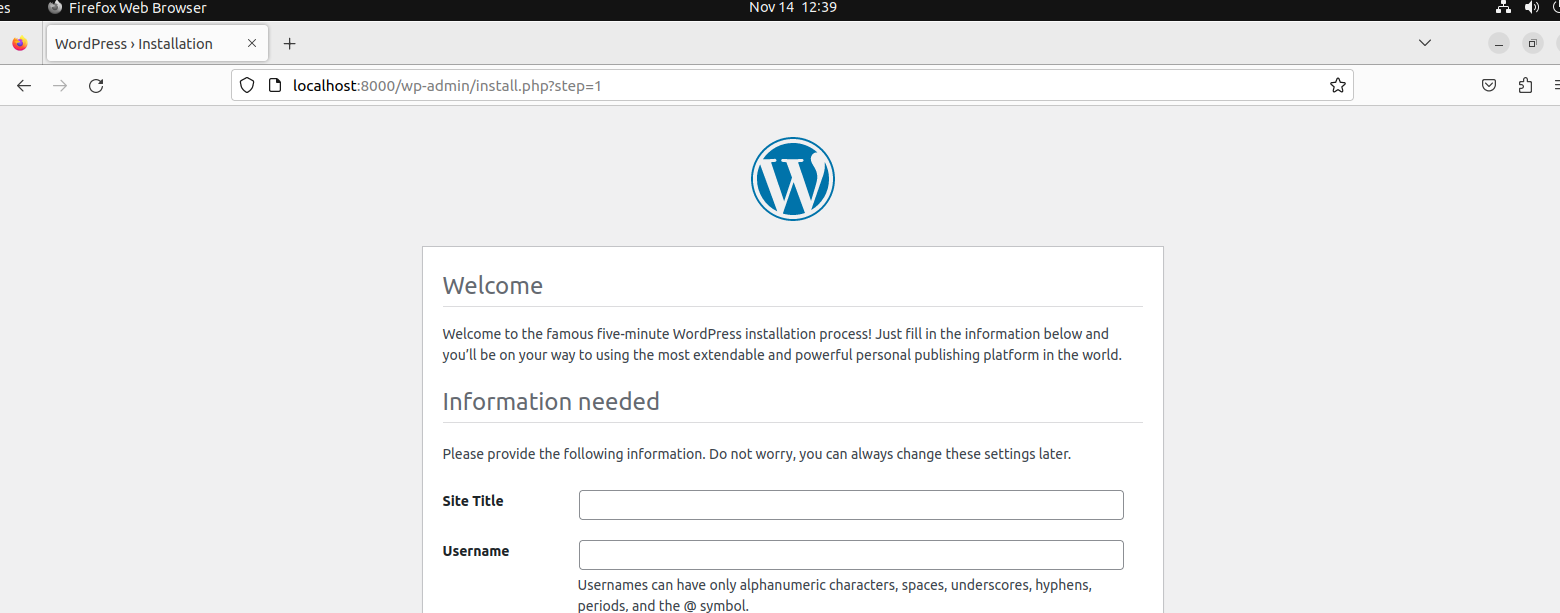 es Firefox Web Browser Nov 14 12:39
WordPress › Installation
localhost:8000/wp-admin/install.php?step=1
Welcome
Welcome to the famous five-minute WordPress installation process! Just fill in the information below and
you’ll be on your way to using the most extendable and powerful personal publishing platform in the world.
Information needed
Please provide the following information. Do not worry, you can always change these settings later.
Site Title
Username
Usernames can have only alphanumeric characters, spaces, underscores, hyphens,
periods, and the @ symbol.